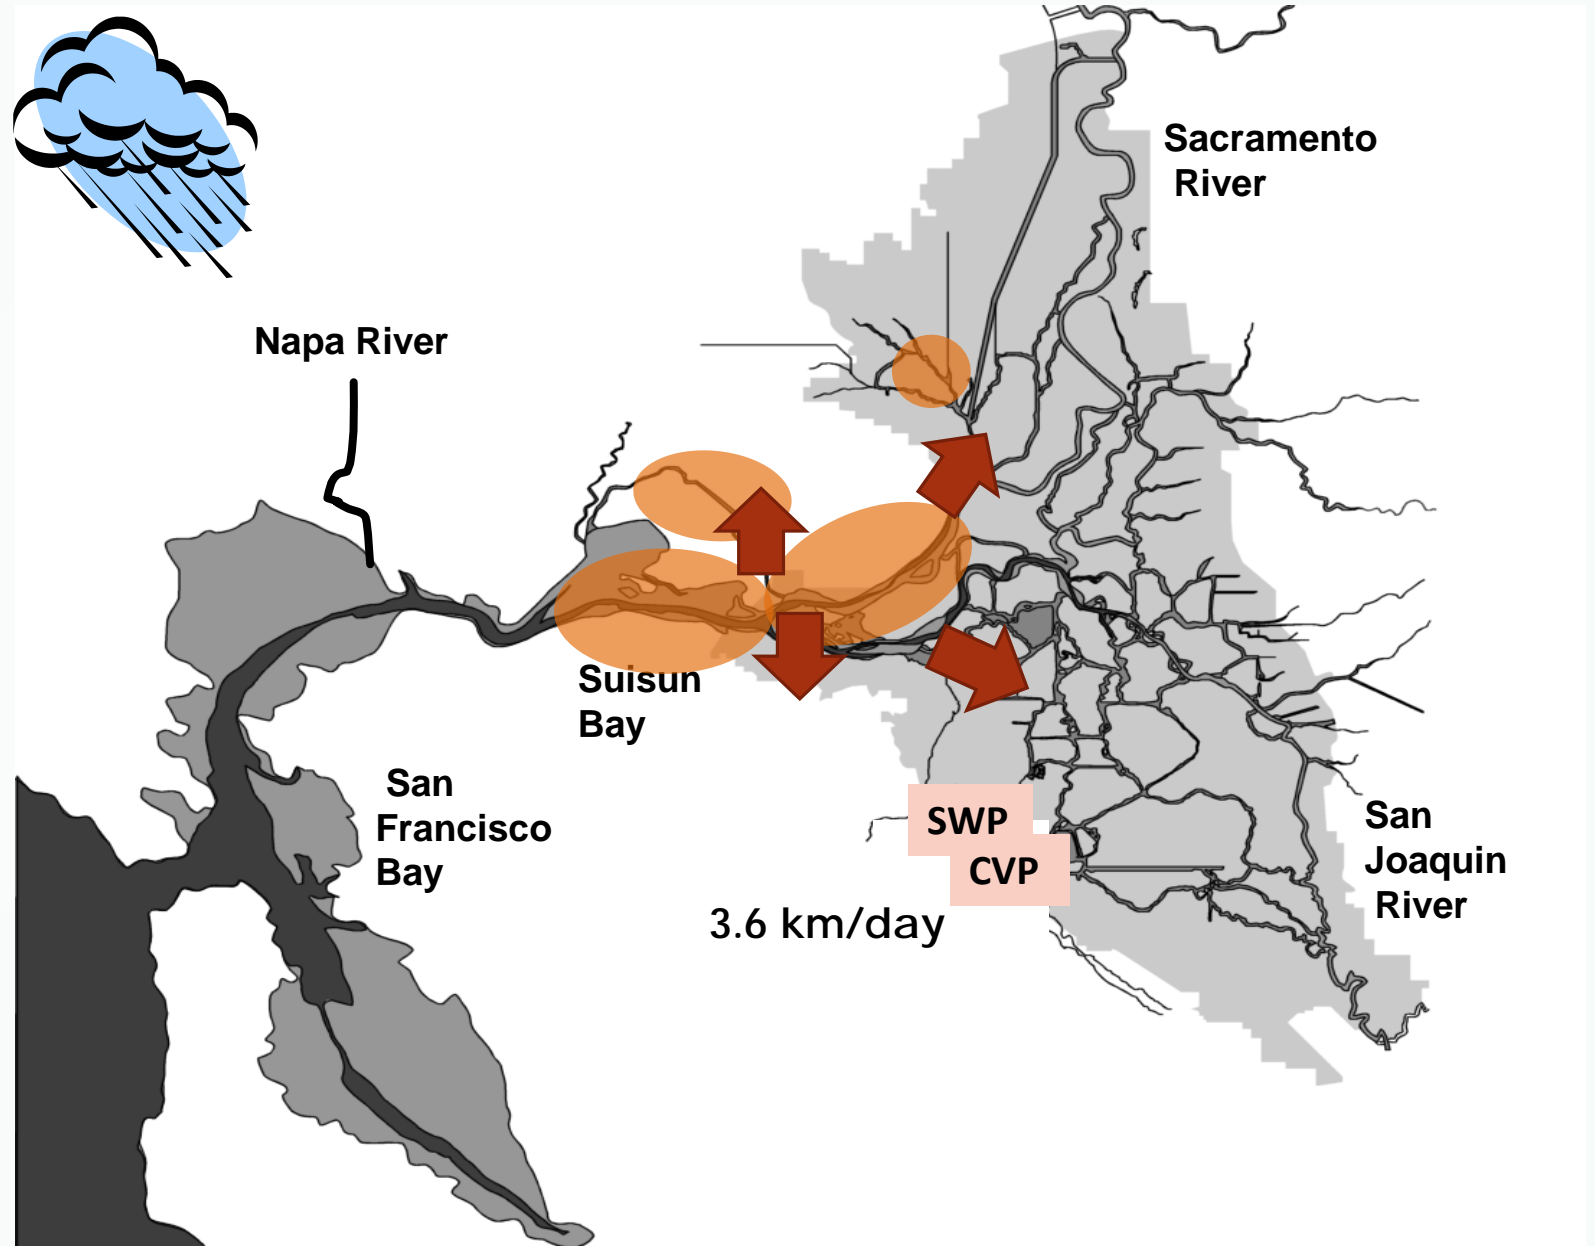 Sacramento
River
Napa River
Suisun
Bay
San
Francisco
Bay
SWP
CVP
San
Joaquin
River
3.6 km/day